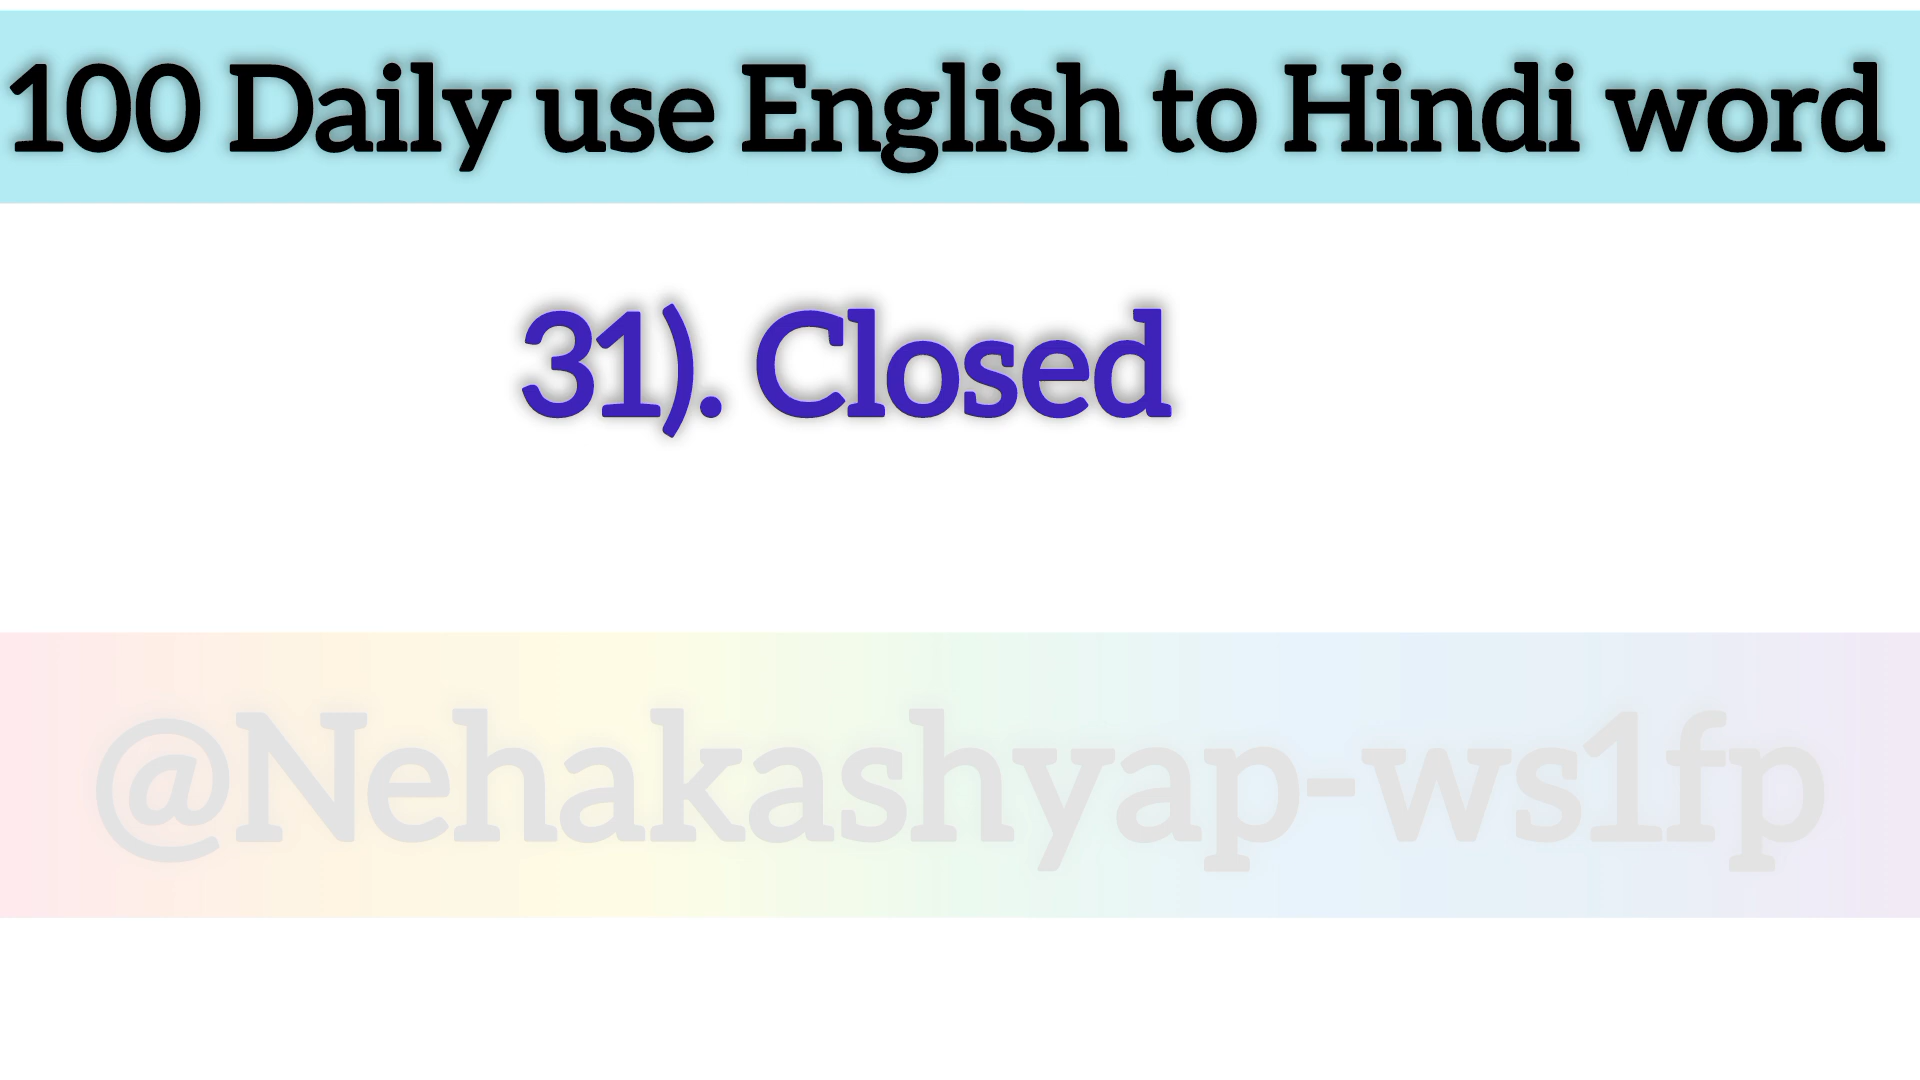 100 Daily use English to Hindi word
31). Closed
@Nehakashyap-ws1fp